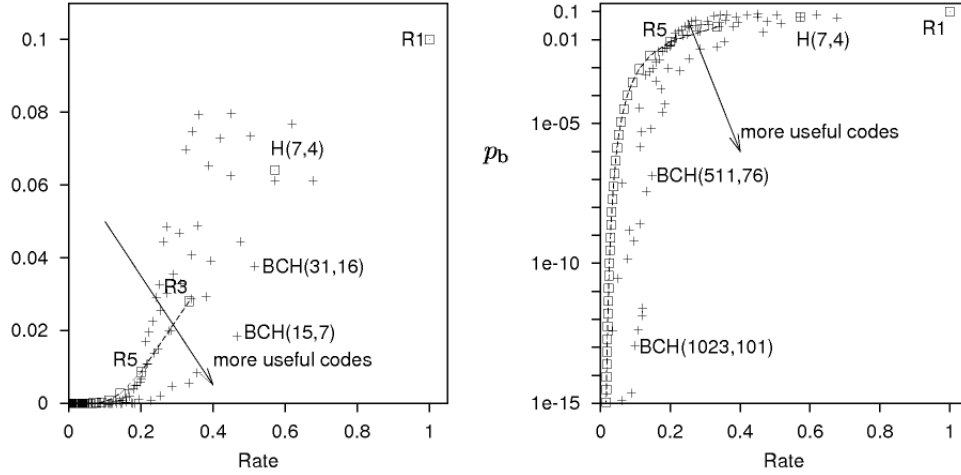 0.1
R1
0.08
H(7,4)
0.06
0.04
BCH(31,16)
R3
0.02
BCH(15,7)
R5
more useful codes
0
0 0.2 0.4 0.6 0.8 1
Rate
0.1
R5
R1
H(7,4)
0.01
1e-05
more useful codes
p_b
BCH(511,76)
1e-10
BCH(1023,101)
1e-15
0 0.2 0.4 0.6 0.8 1
Rate